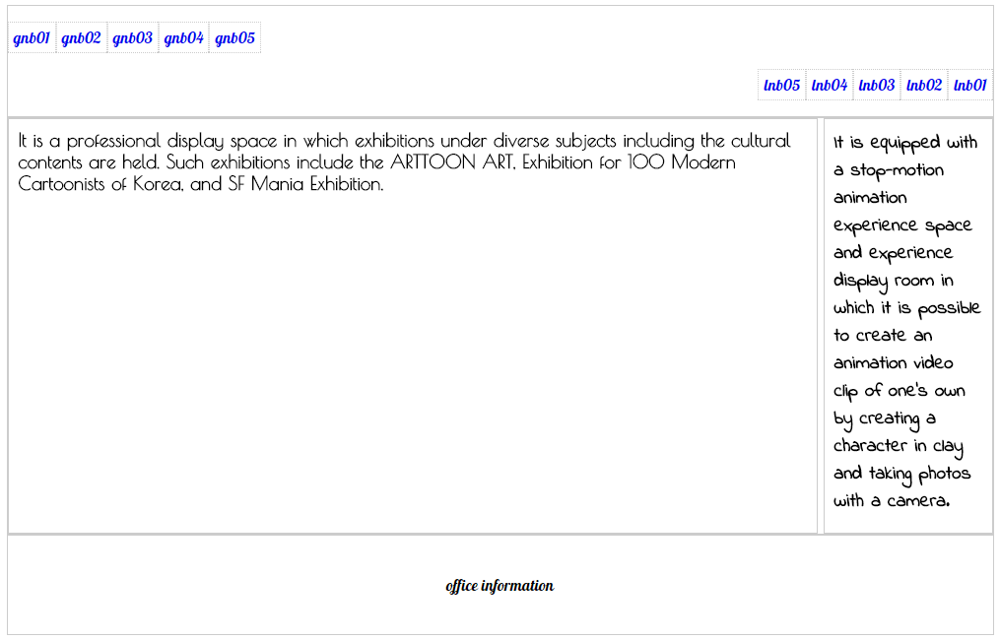 gnb01 gnb02 gnb03 gnb04 gnb05
lnb05 lnb04 lnb03 lnb02 lnb01
It is a professional display space in which exhibitions under diverse subjects including the cultural
contents are held. Such exhibitions include the ARTTOON ART, Exhibition for 100 Modern
Cartoonists of Korea, and SF Mania Exhibition.
It is equipped with
a stop-motion
animation
experience space
and experience
display room in
which it is possible
to create an
animation video
clip of one's own
by creating a
character in clay
and taking photos
with a camera.
office information